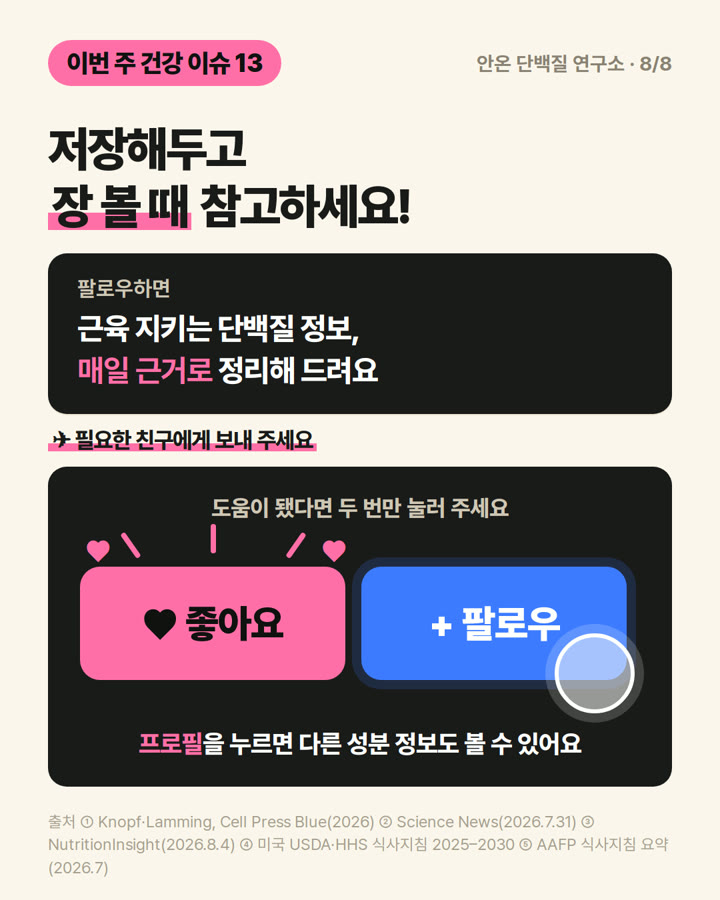 이번 주 건강 이슈 13
안온 단백질 연구소 · 8/8
저장해두고
장 볼 때 참고하세요!
팔로우하면
근육 지키는 단백질 정보,
매일 근거로 정리해 드려요
✈ 필요한 친구에게 보내 주세요
도움이 됐다면 두 번만 눌러 주세요
♥ 좋아요
+ 팔로우
프로필을 누르면 다른 성분 정보도 볼 수 있어요
출처 ① Knopf·Lamming, Cell Press Blue(2026) ② Science News(2026.7.31) ③
NutritionInsight(2026.8.4) ④ 미국 USDA·HHS 식사지침 2025–2030 ⑤ AAFP 식사지침 요약
(2026.7)